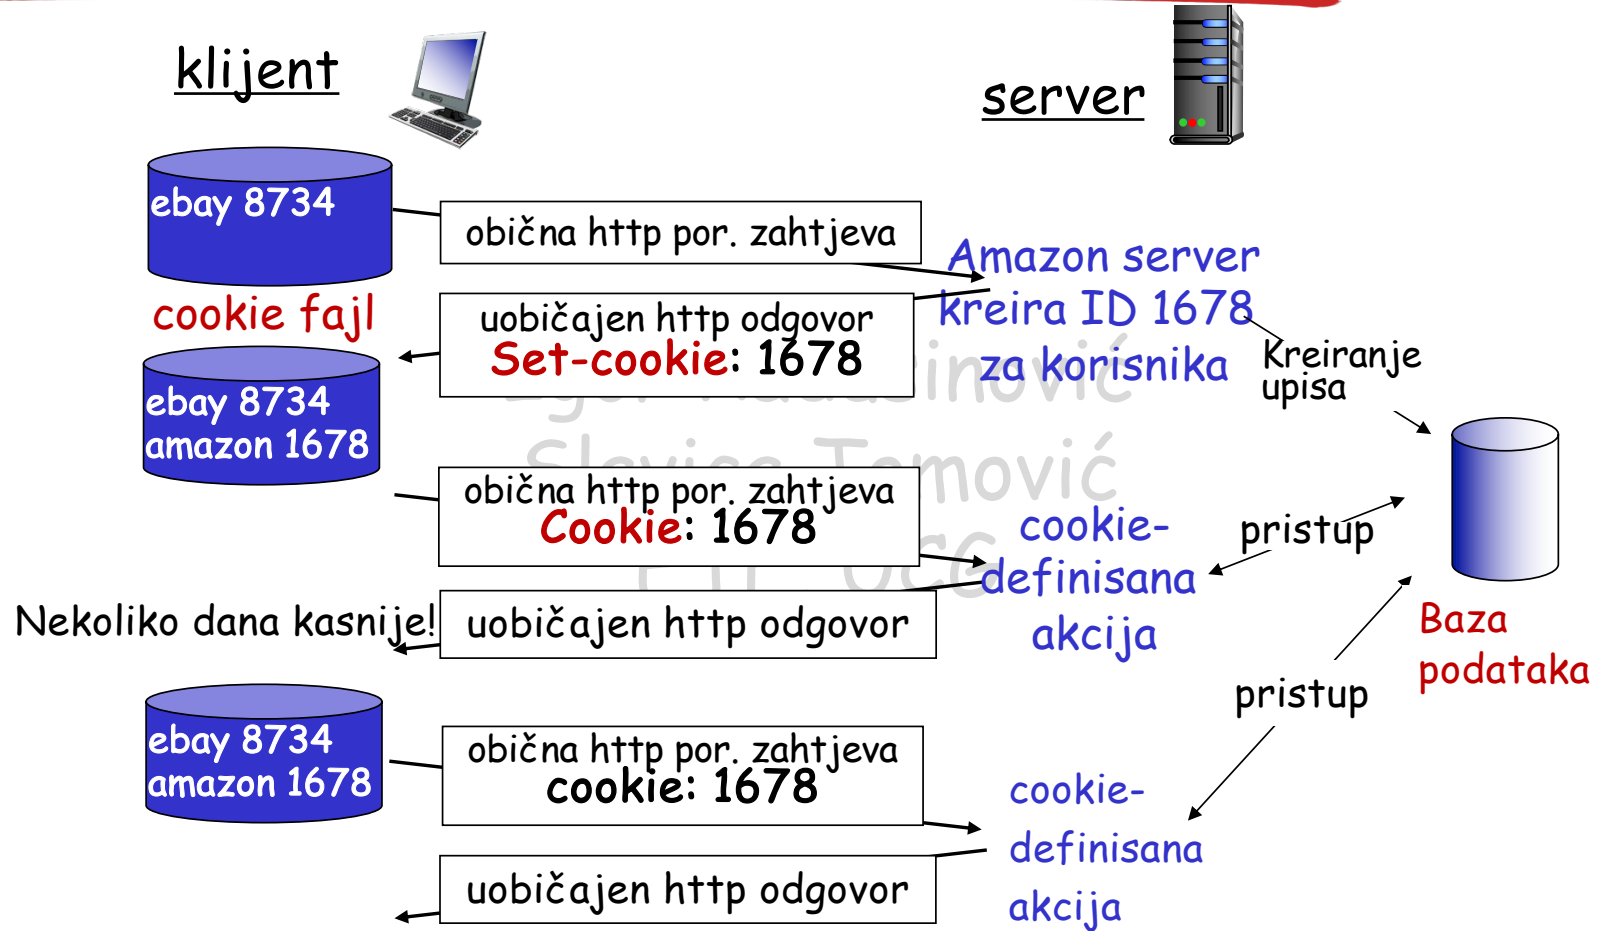 klijent
server
ebay 8734
obična http por. zahtjeva
Amazon server
kreira ID 1678
za korisnika
cookie fajl
uobičajen http odgovor
Set-cookie: 1678
Kreiranje
upisa
ebay 8734
amazon 1678
obična http por. zahtjeva
Cookie: 1678
cookie-
definisana
akcija
pristup
Nekoliko dana kasnije!
uobičajen http odgovor
Baza
podataka
pristup
ebay 8734
amazon 1678
obična http por. zahtjeva
cookie: 1678
cookie-
definisana
akcija
uobičajen http odgovor